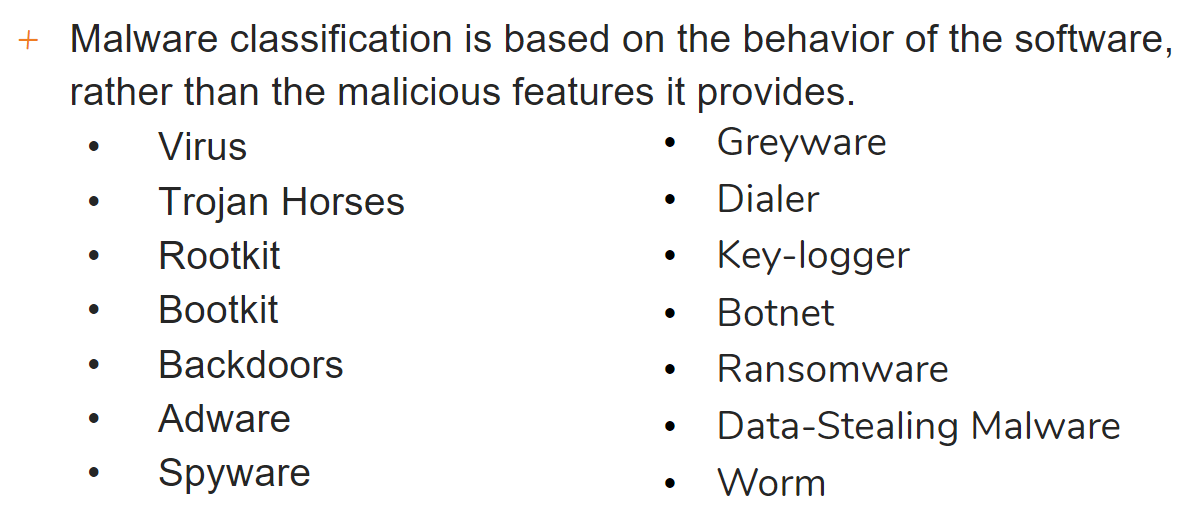 + Malware classification is based on the behavior of the software,
rather than the malicious features it provides.
• Virus
• Trojan Horses
• Rootkit
• Bootkit
• Backdoors
• Adware
• Spyware
• Greyware
• Dialer
• Key-logger
• Botnet
• Ransomware
• Data-Stealing Malware
• Worm